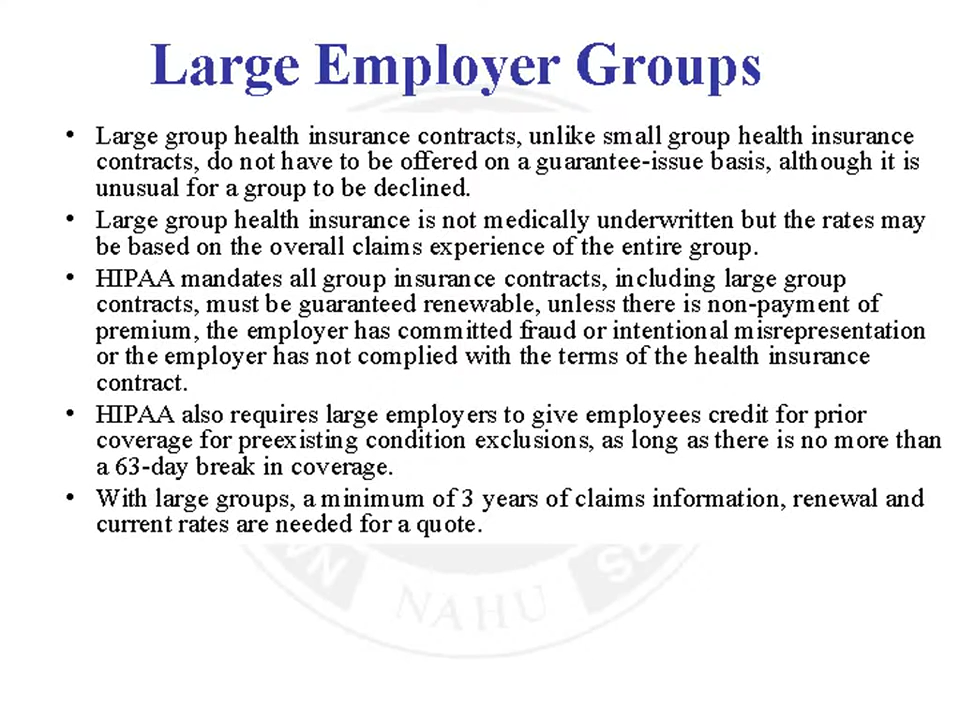 Large Employer Groups
• Large group health insurance contracts, unlike small group health insurance
contracts, do not have to be offered on a guarantee-issue basis, although it is
unusual for a group to be declined.
• Large group health insurance is not medically underwritten but the rates may
be based on the overall claims experience of the entire group.
• HIPAA mandates all group insurance contracts, including large group
contracts, must be guaranteed renewable, unless there is non-payment of
premium, the employer has committed fraud or intentional misrepresentation
or the employer has not complied with the terms of the health insurance
contract.
• HIPAA also requires large employers to give employees credit for prior
coverage for preexisting condition exclusions, as long as there is no more than
a 63-day break in coverage.
• With large groups, a minimum of 3 years of claims information, renewal and
current rates are needed for a quote.
NAHU